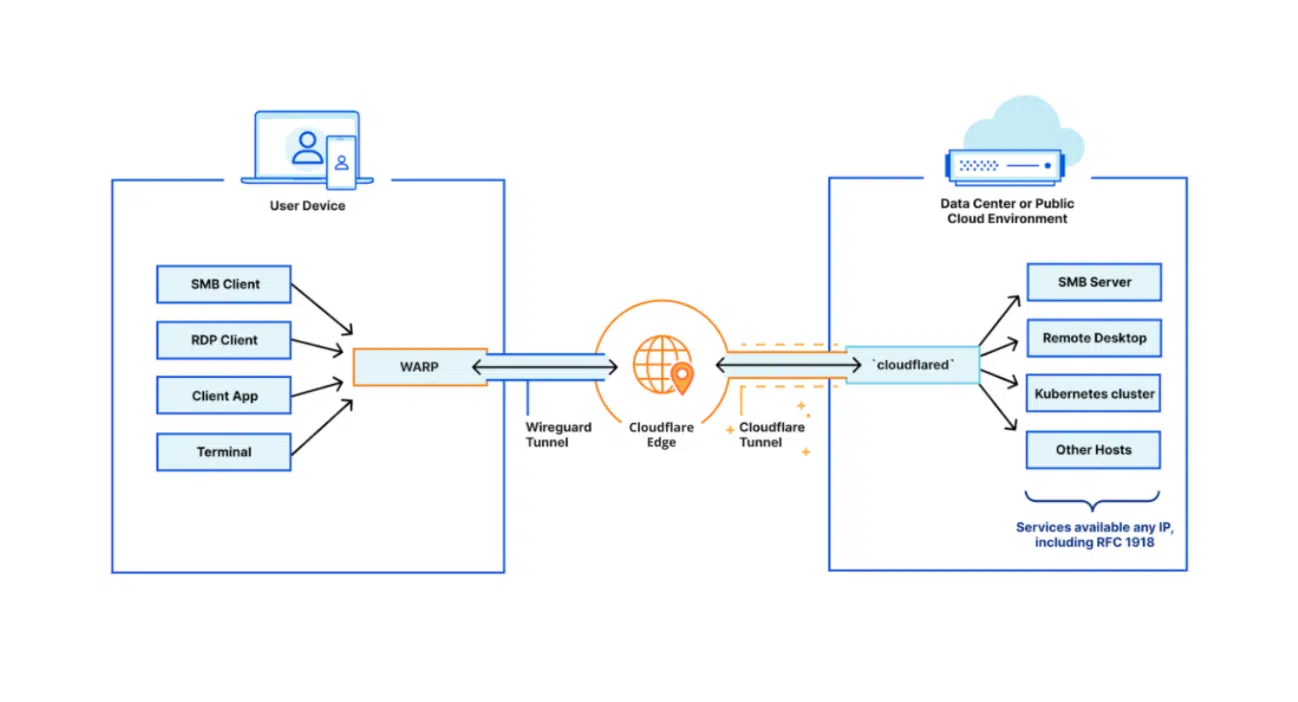 User Device
SMB Client
RDP Client
Client App
Terminal
WARP
Wireguard
Tunnel
Cloudflare
Edge
Cloudflare
Tunnel
Data Center or Public
Cloud Environment
`cloudflared`
SMB Server
Remote Desktop
Kubernetes cluster
Other Hosts
Services available any IP,
including RFC 1918